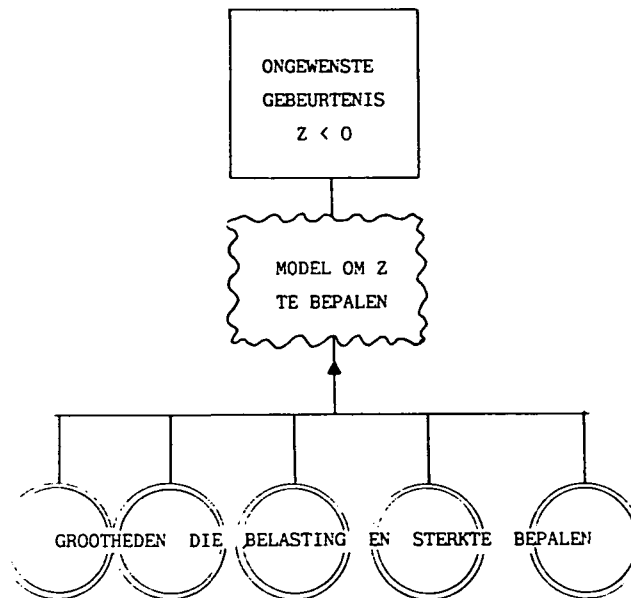 ONGEWENSTE
GEBEURTENIS
Z < 0
MODEL OM Z
TE BEPALEN
GROOTHEDEN DIE BELASTING EN STERKTE BEPALEN